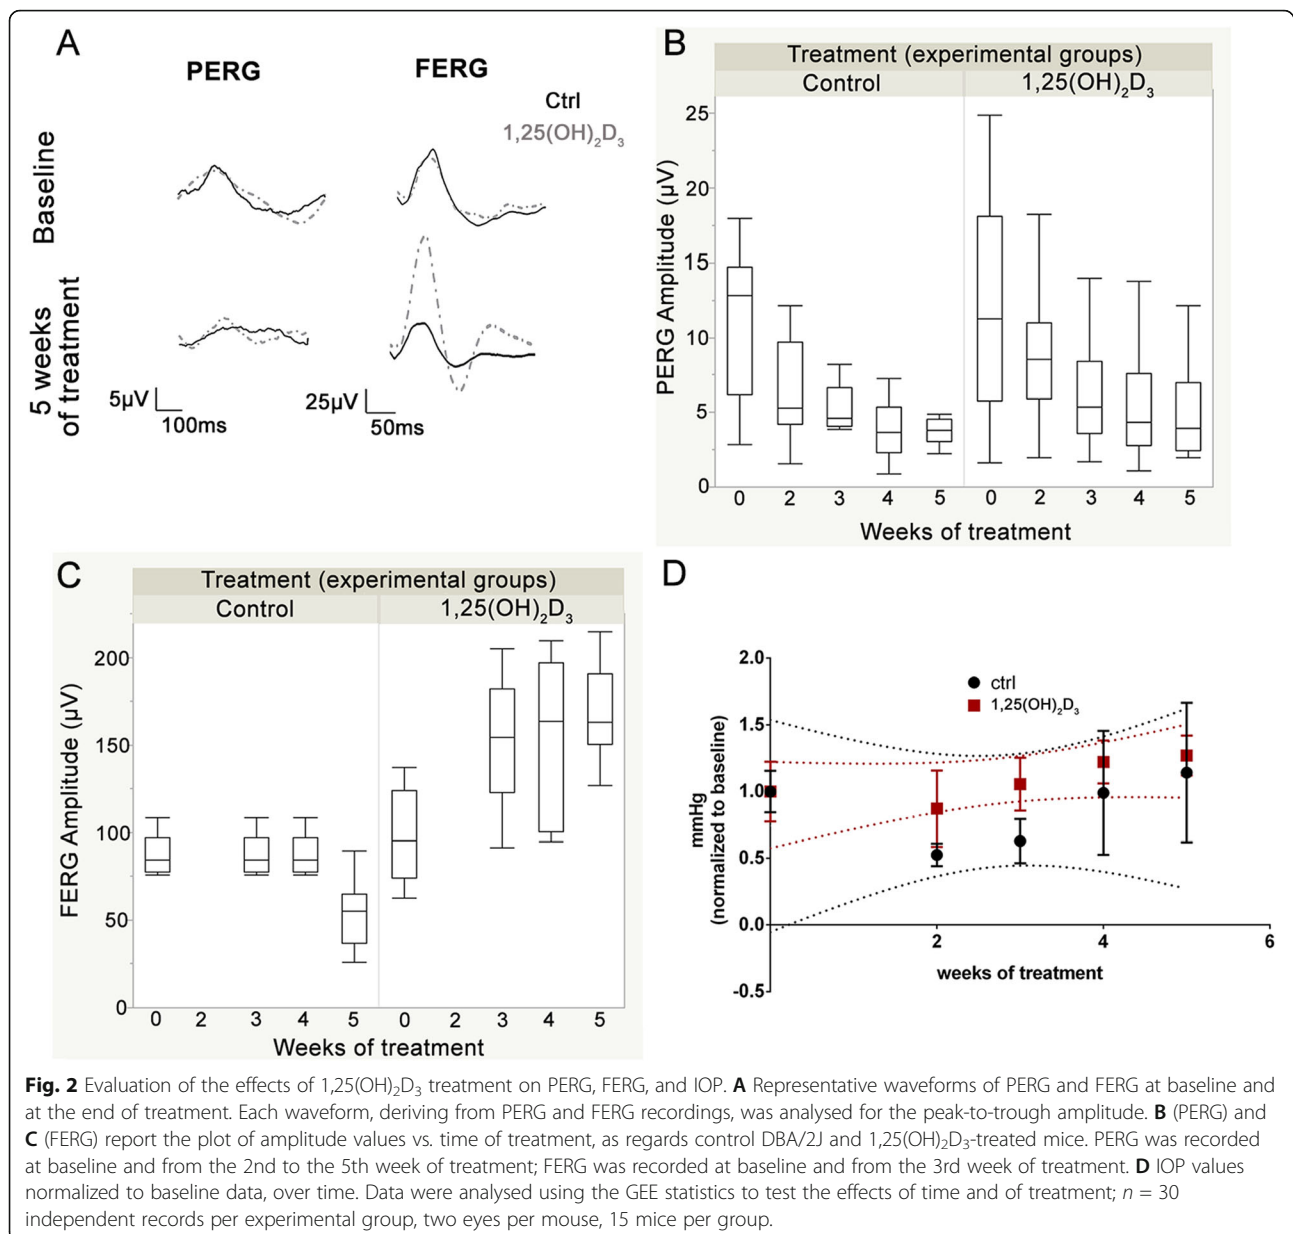 A
PERG
FERG
Ctrl
1,25(OH)₂D₃
Baseline
5 weeks
of treatment
5µV
100ms
25µV
50ms
B
Treatment (experimental groups)
Control
1,25(OH)₂D₃
PERG Amplitude (µV)
25
20
15
10
5
0
0 2 3 4 5 0 2 3 4 5
Weeks of treatment
C
Treatment (experimental groups)
Control
1,25(OH)₂D₃
FERG Amplitude (µV)
200
150
100
50
0
0 2 3 4 5 0 2 3 4 5
Weeks of treatment
D
ctrl
1,25(OH)₂D₃
mmHg
(normalized to baseline)
2.0
1.5
1.0
0.5
0.0
-0.5
2 4 6
weeks of treatment
Fig. 2 Evaluation of the effects of 1,25(OH)₂D₃ treatment on PERG, FERG, and IOP. A Representative waveforms of PERG and FERG at baseline and
at the end of treatment. Each waveform, deriving from PERG and FERG recordings, was analysed for the peak-to-trough amplitude. B (PERG) and
C (FERG) report the plot of amplitude values vs. time of treatment, as regards control DBA/2J and 1,25(OH)₂D₃-treated mice. PERG was recorded
at baseline and from the 2nd to the 5th week of treatment; FERG was recorded at baseline and from the 3rd week of treatment. D IOP values
normalized to baseline data, over time. Data were analysed using the GEE statistics to test the effects of time and of treatment; n = 30
independent records per experimental group, two eyes per mouse, 15 mice per group.